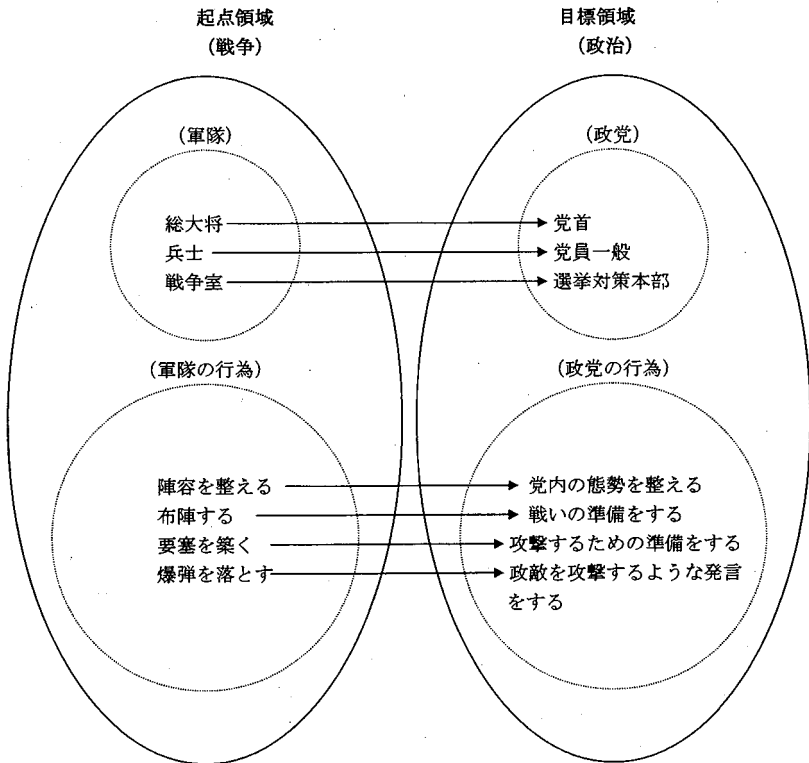 起点領域 目標領域
(戦争) (政治)
(軍隊) (政党)
総大将 党首
兵士 党員一般
戦争室 選挙対策本部
(軍隊の行為) (政党の行為)
陣容を整える 党内の態勢を整える
布陣する 戦いの準備をする
要塞を築く 攻撃するための準備をする
爆弾を落とす 政敵を攻撃するような発言
をする